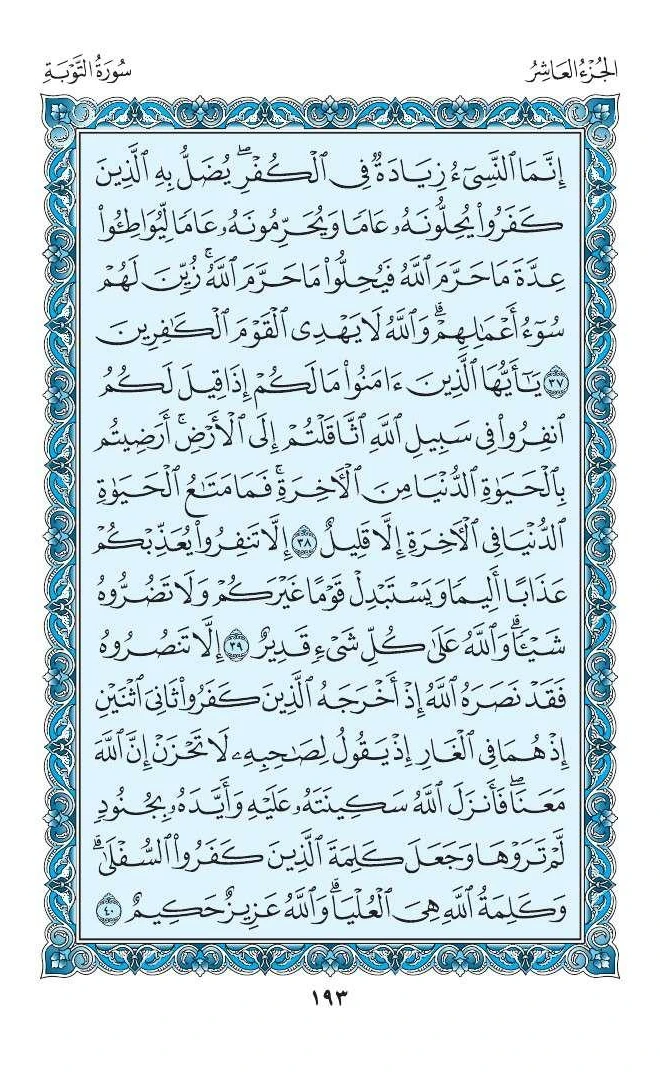 الجُزْءُ العَاشِرُ
سُورَةُ التَّوْبَةِ
إِنَّمَا ٱلنَّسِىٓءُ زِيَادَةٌ فِى ٱلْكُفْرِ ۖ يُضَلُّ بِهِ ٱلَّذِينَ
كَفَرُوا۟ يُحِلُّونَهُۥ عَامًا وَيُحَرِّمُونَهُۥ عَامًا لِّيُوَاطِـُٔوا۟
عِدَّةَ مَا حَرَّمَ ٱللَّهُ فَيُحِلُّوا۟ مَا حَرَّمَ ٱللَّهُ ۚ زُيِّنَ لَهُمْ
سُوٓءُ أَعْمَـٰلِهِمْ ۗ وَٱللَّهُ لَا يَهْدِى ٱلْقَوْمَ ٱلْكَـٰفِرِينَ
٣٧ يَـٰٓأَيُّهَا ٱلَّذِينَ ءَامَنُوا۟ مَا لَكُمْ إِذَا قِيلَ لَكُمُ
ٱنفِرُوا۟ فِى سَبِيلِ ٱللَّهِ ٱثَّاقَلْتُمْ إِلَى ٱلْأَرْضِ ۚ أَرَضِيتُم
بِٱلْحَيَوٰةِ ٱلدُّنْيَا مِنَ ٱلْـَٔاخِرَةِ ۚ فَمَا مَتَـٰعُ ٱلْحَيَوٰةِ
ٱلدُّنْيَا فِى ٱلْـَٔاخِرَةِ إِلَّا قَلِيلٌ ٣٨ إِلَّا تَنفِرُوا۟ يُعَذِّبْكُمْ
عَذَابًا أَلِيمًا وَيَسْتَبْدِلْ قَوْمًا غَيْرَكُمْ وَلَا تَضُرُّوهُ
شَيْـًٔا ۗ وَٱللَّهُ عَلَىٰ كُلِّ شَىْءٍ قَدِيرٌ ٣٩ إِلَّا تَنصُرُوهُ
فَقَدْ نَصَرَهُ ٱللَّهُ إِذْ أَخْرَجَهُ ٱلَّذِينَ كَفَرُوا۟ ثَانِىَ ٱثْنَيْنِ
إِذْ هُمَا فِى ٱلْغَارِ إِذْ يَقُولُ لِصَـٰحِبِهِۦ لَا تَحْزَنْ إِنَّ ٱللَّهَ
مَعَنَا ۖ فَأَنزَلَ ٱللَّهُ سَكِينَتَهُۥ عَلَيْهِ وَأَيَّدَهُۥ بِجُنُودٍ
لَّمْ تَرَوْهَا وَجَعَلَ كَلِمَةَ ٱلَّذِينَ كَفَرُوا۟ ٱلسُّفْلَىٰ ۗ
وَكَلِمَةُ ٱللَّهِ هِىَ ٱلْعُلْيَا ۗ وَٱللَّهُ عَزِيزٌ حَكِيمٌ ٤٠
١٩٣